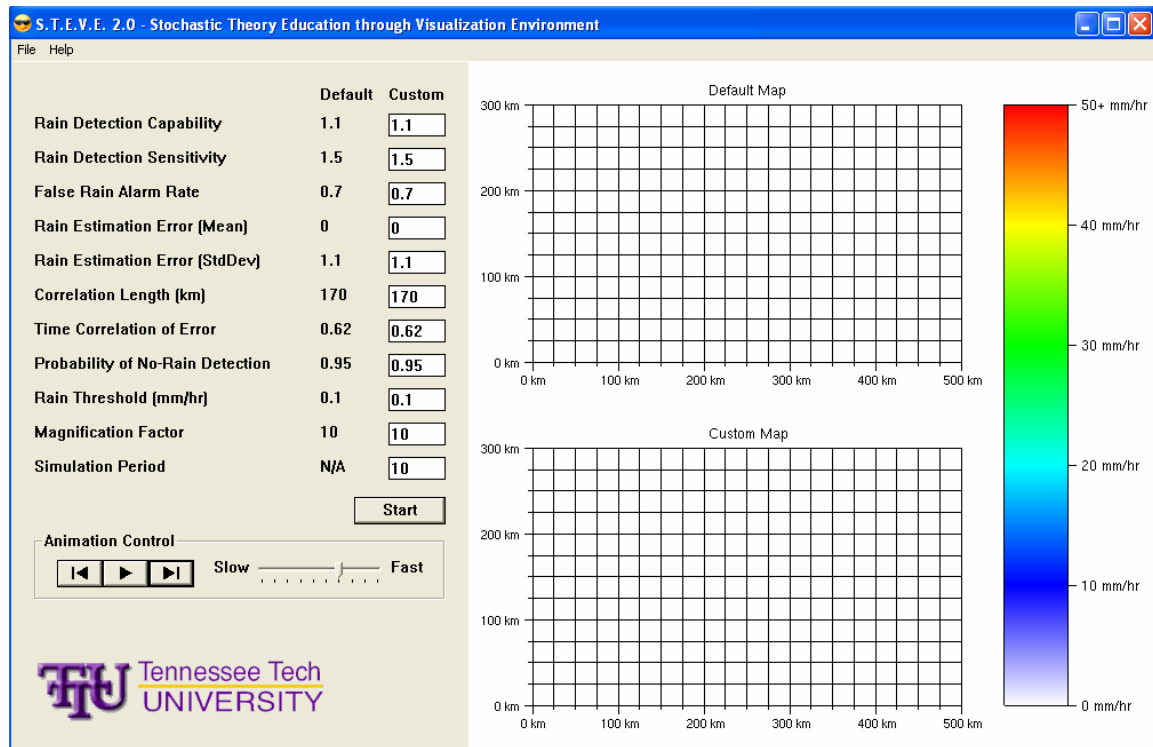 S.T.E.V.E. 2.0 - Stochastic Theory Education through Visualization Environment
File Help
Default Custom
Rain Detection Capability 1.1 1.1
Rain Detection Sensitivity 1.5 1.5
False Rain Alarm Rate 0.7 0.7
Rain Estimation Error (Mean) 0 0
Rain Estimation Error (StdDev) 1.1 1.1
Correlation Length (km) 170 170
Time Correlation of Error 0.62 0.62
Probability of No-Rain Detection 0.95 0.95
Rain Threshold (mm/hr) 0.1 0.1
Magnification Factor 10 10
Simulation Period N/A 10
Start
Animation Control
Slow Fast
TTU Tennessee Tech
UNIVERSITY
Default Map
300 km
200 km
100 km
0 km
0 km 100 km 200 km 300 km 400 km 500 km
Custom Map
300 km
200 km
100 km
0 km
0 km 100 km 200 km 300 km 400 km 500 km
50+ mm/hr
40 mm/hr
30 mm/hr
20 mm/hr
10 mm/hr
0 mm/hr